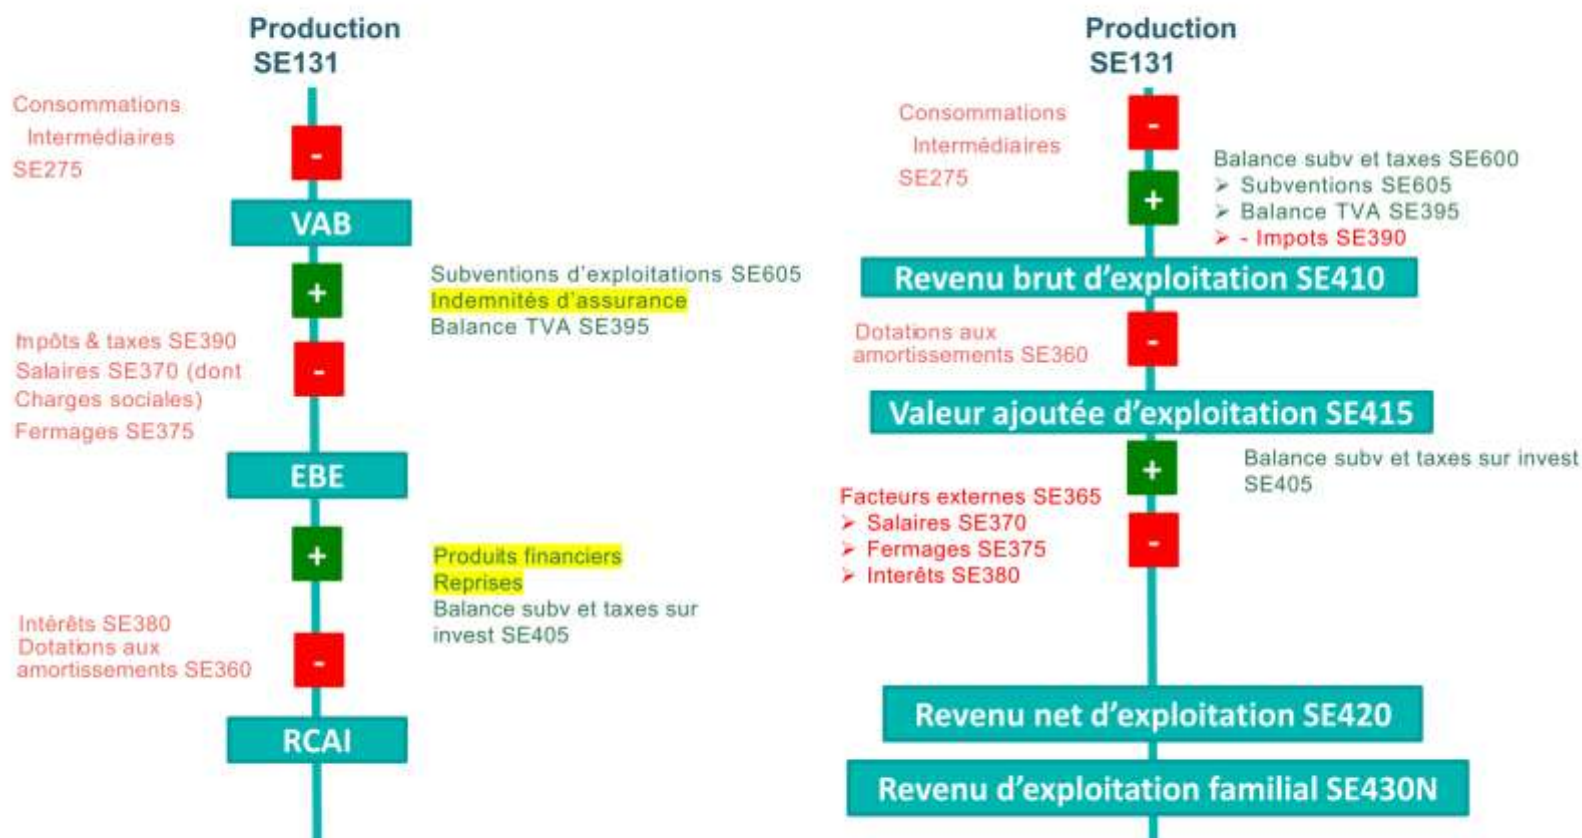 Production
SE131
Consommations
Intermédiaires
SE275
-
VAB
+
Subventions d'exploitations SE605
Indemnités d'assurance
Balance TVA SE395
Impôts & taxes SE390
Salaires SE370 (dont
Charges sociales)
Fermages SE375
-
EBE
+
Produits financiers
Reprises
Balance subv et taxes sur
invest SE405
Intérêts SE380
Dotations aux
amortissements SE360
-
RCAI
Production
SE131
Consommations
Intermédiaires
SE275
-
+
Balance subv et taxes SE600
➢ Subventions SE605
➢ Balance TVA SE395
➢ - Impots SE390
Revenu brut d'exploitation SE410
Dotations aux
amortissements SE360
-
Valeur ajoutée d'exploitation SE415
+
Balance subv et taxes sur invest
SE405
Facteurs externes SE365
➢ Salaires SE370
➢ Fermages SE375
➢ Interêts SE380
-
Revenu net d'exploitation SE420
Revenu d'exploitation familial SE430N